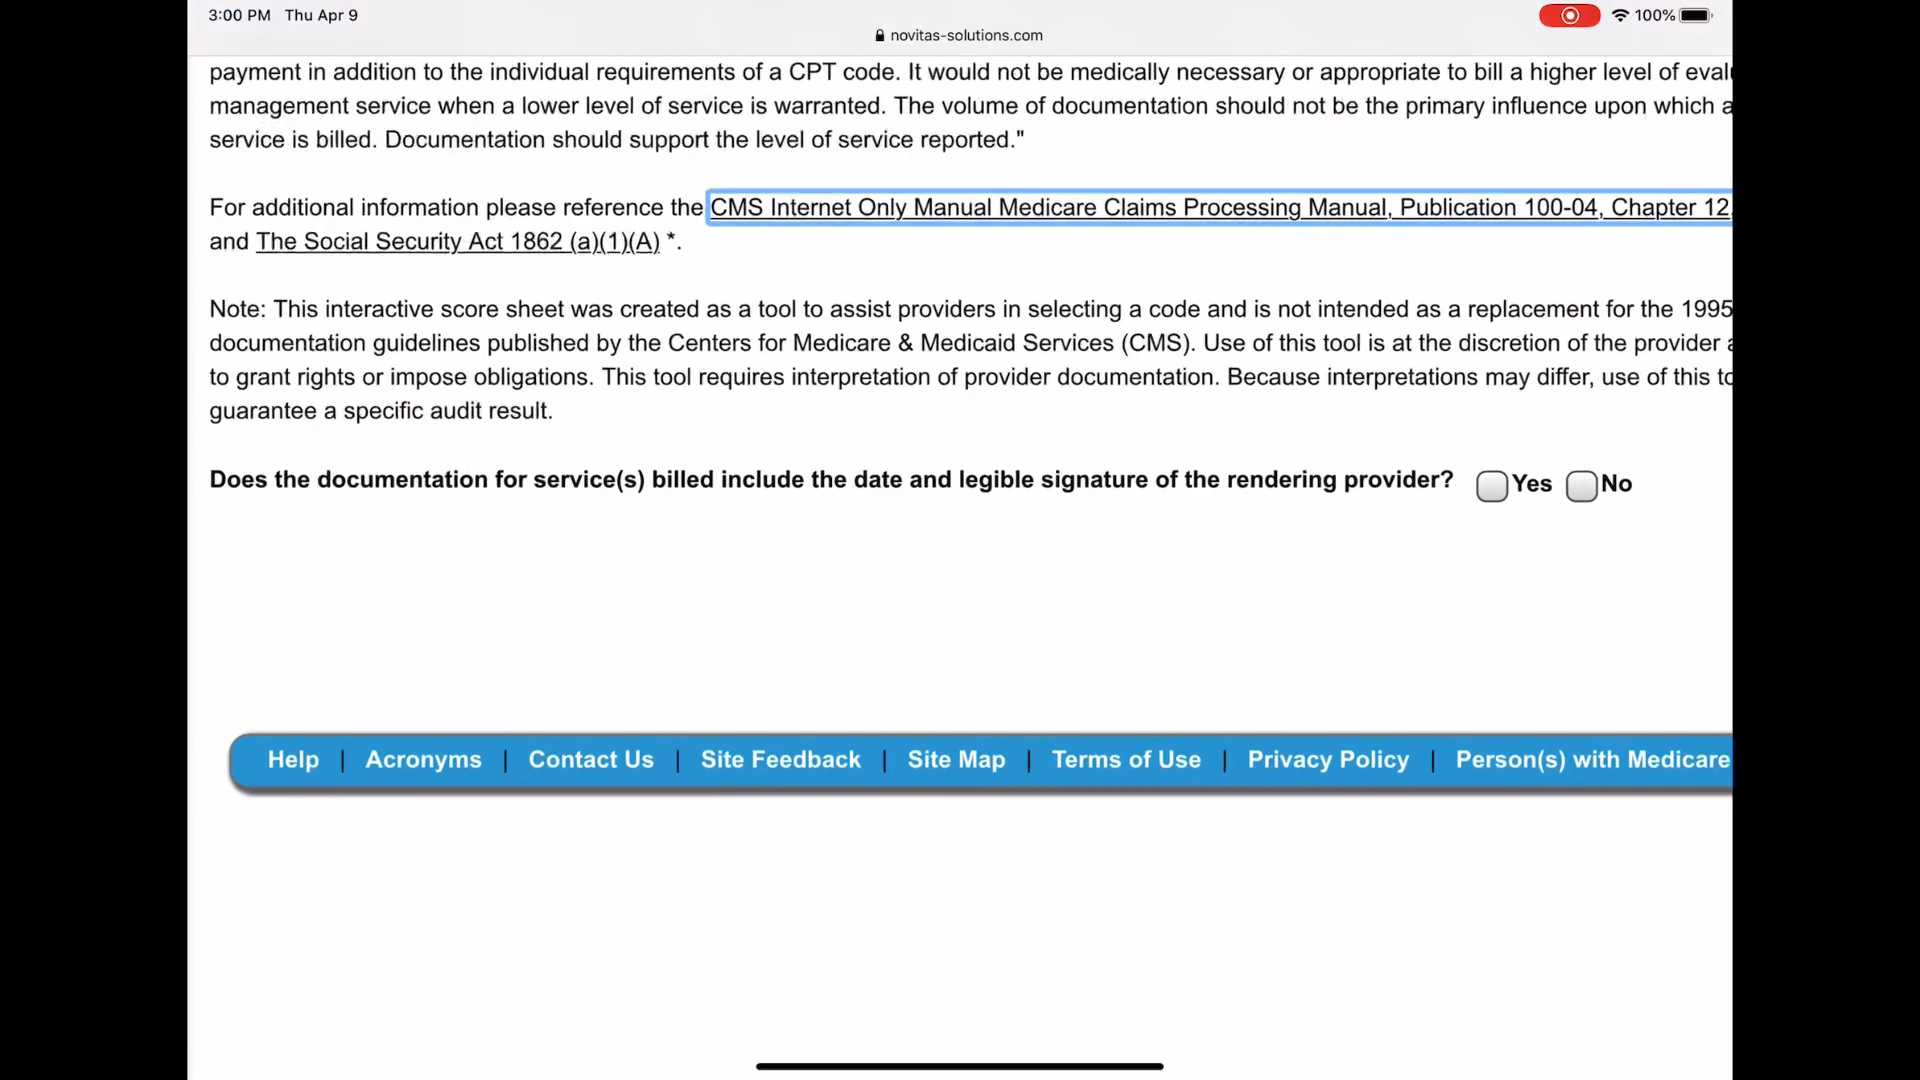 3:00 PM Thu Apr 9
100%
novitas-solutions.com
payment in addition to the individual requirements of a CPT code. It would not be medically necessary or appropriate to bill a higher level of
management service when a lower level of service is warranted. The volume of documentation should not be the primary influence upon which a
service is billed. Documentation should support the level of service reported."
For additional information please reference the CMS Internet Only Manual Medicare Claims Processing Manual, Publication 100-04, Chapter 12,
and The Social Security Act 1862 (a)(1)(A) *.
Note: This interactive score sheet was created as a tool to assist providers in selecting a code and is not intended as a replacement for the 1995
documentation guidelines published by the Centers for Medicare & Medicaid Services (CMS). Use of this tool is at the discretion of the provider
to grant rights or impose obligations. This tool requires interpretation of provider documentation. Because interpretations may differ, use of this
guarantee a specific audit result.
Does the documentation for service(s) billed include the date and legible signature of the rendering provider? Yes No
Help | Acronyms | Contact Us | Site Feedback | Site Map | Terms of Use | Privacy Policy | Person(s) with Medicare